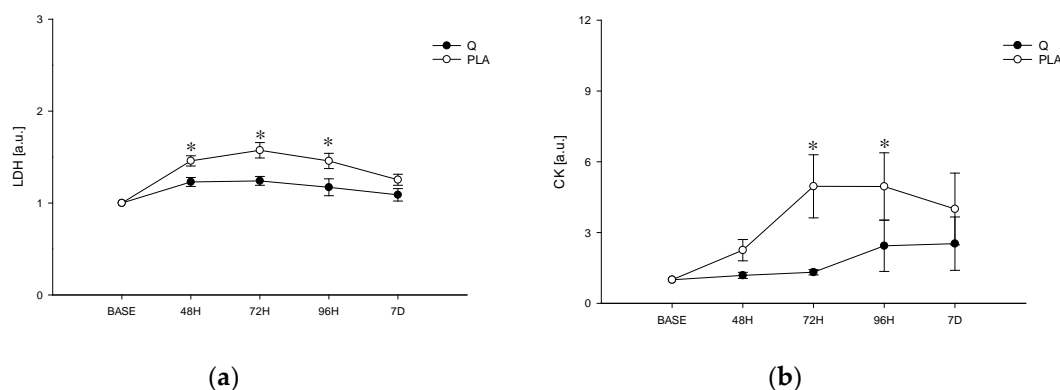 3
2
1
0
LDH [a.u.]
Q
PLA
*
*
*
BASE 48H 72H 96H 7D
(a)
12
9
6
3
0
CK [a.u.]
Q
PLA
*
*
BASE 48H 72H 96H 7D
(b)